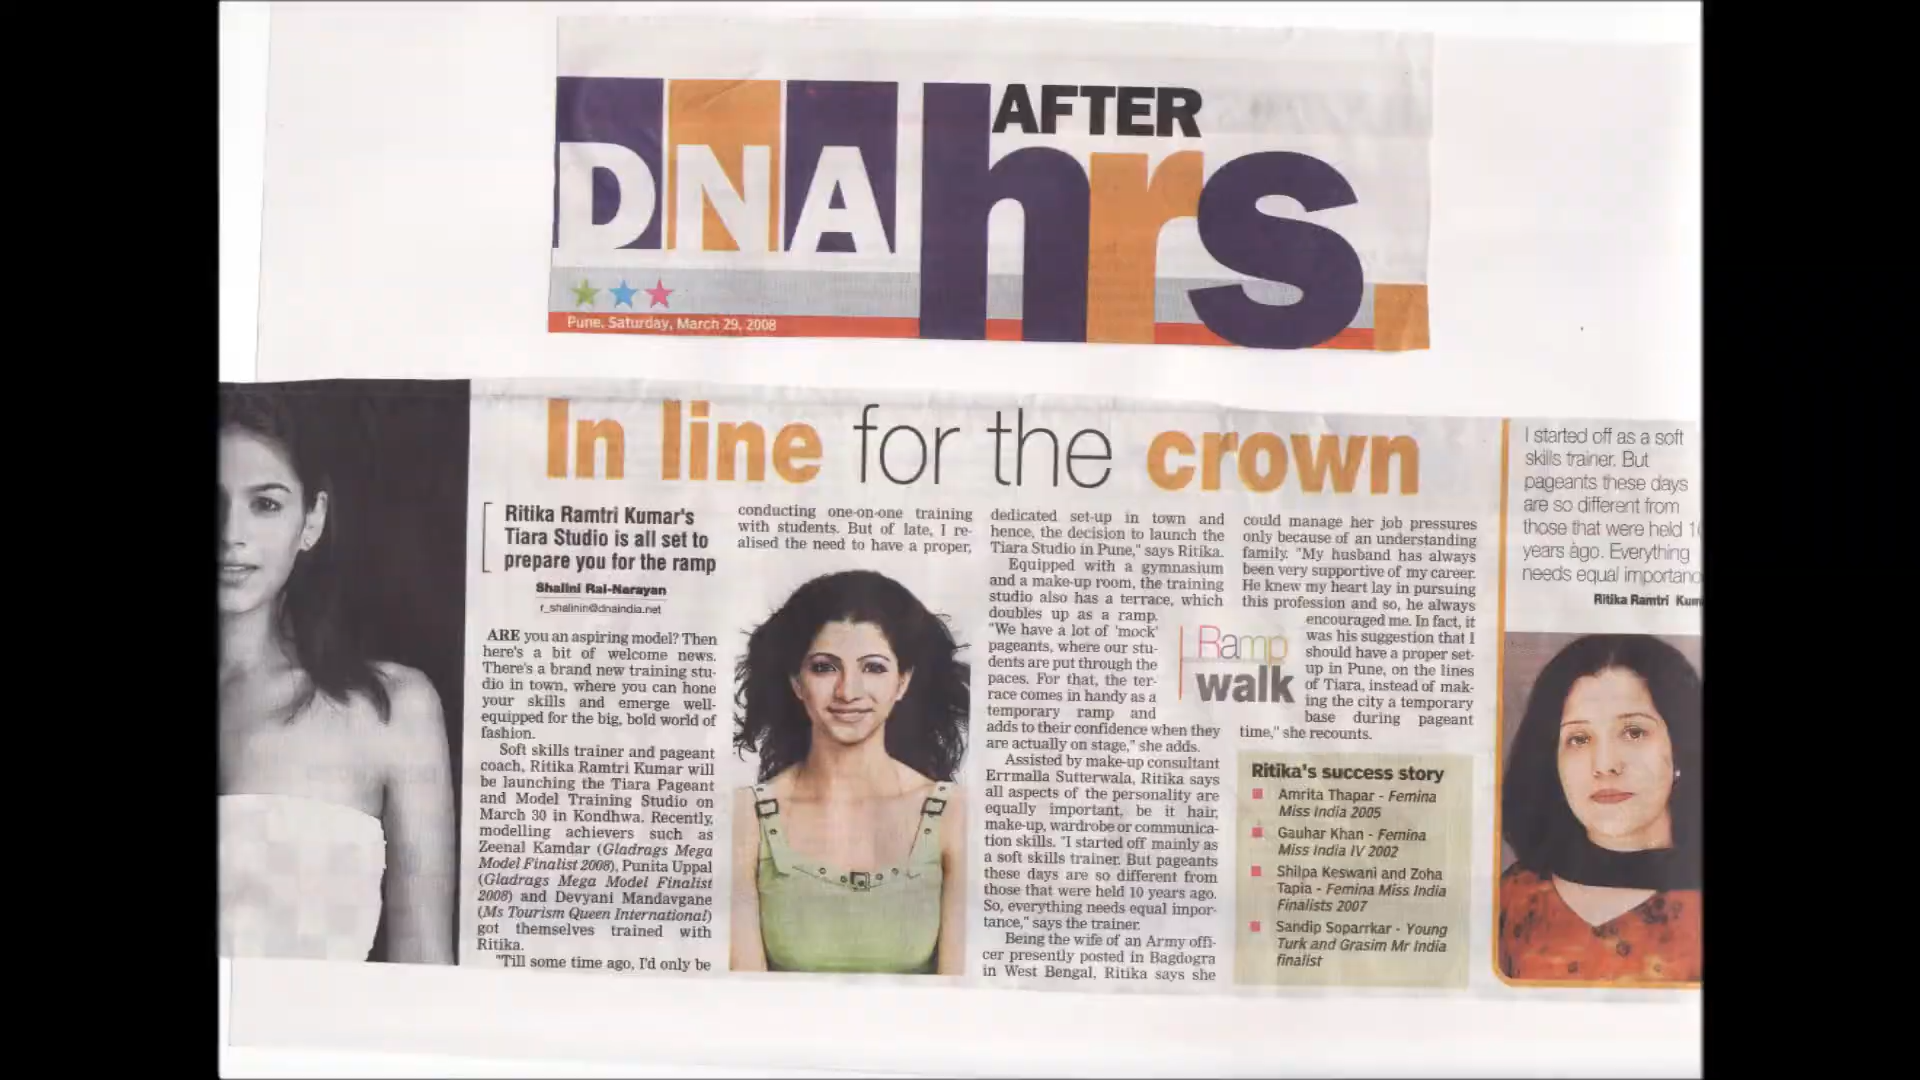 DNA AFTER hrs
Pune, Saturday, March 29, 2008
In line for the crown
Ritika Ramtri Kumar's
Tiara Studio is all set to
prepare you for the ramp
Shalini Rai-Narayan
r_shalinin@dnaindia.net
ARE you an aspiring model? Then
here's a bit of welcome news.
There's a brand new training stu-
dio in town, where you can hone
your skills and emerge well-
equipped for the big, bold world of
fashion.
Soft skills trainer and pageant
coach, Ritika Ramtri Kumar will
be launching the Tiara Pageant
and Model Training Studio on
March 30 in Kondhwa. Recently,
modelling achievers such as
Zeenal Kamdar (Gladrags Mega
Model Finalist 2008), Punita Uppal
(Gladrags Mega Model Finalist
2008) and Devyani Mandavgane
(Ms Tourism Queen International)
got themselves trained with
Ritika.
"Till some time ago, I'd only be
conducting one-on-one training
with students. But of late, I re-
alised the need to have a proper,
dedicated set-up in town and
hence, the decision to launch the
Tiara Studio in Pune," says Ritika.
Equipped with a gymnasium
and a make-up room, the training
studio also has a terrace, which
doubles up as a ramp.
"We have a lot of 'mock'
pageants, where our stu-
dents are put through the
paces. For that, the ter-
race comes in handy as a
temporary ramp and
adds to their confidence when they
are actually on stage," she adds.
Assisted by make-up consultant
Errmalla Sutterwala, Ritika says
all aspects of the personality are
equally important, be it hair,
make-up, wardrobe or communica-
tion skills. "I started off mainly as
a soft skills trainer. But pageants
these days are so different from
those that were held 10 years ago.
So, everything needs equal impor-
tance," says the trainer.
Being the wife of an Army offi-
cer presently posted in Bagdogra
in West Bengal, Ritika says she
could manage her job pressures
only because of an understanding
family. "My husband has always
been very supportive of my career.
He knew my heart lay in pursuing
this profession and so, he always
encouraged me. In fact, it
was his suggestion that I
should have a proper set-
up in Pune, on the lines
of Tiara, instead of mak-
ing the city a temporary
base during pageant
time," she recounts.
Ramp
walk
Ritika's success story
Amrita Thapar - Femina
Miss India 2005
Gauhar Khan - Femina
Miss India IV 2002
Shilpa Keswani and Zoha
Tapia - Femina Miss India
Finalists 2007
Sandip Soparrkar - Young
Turk and Grasim Mr India
finalist
I started off as a soft
skills trainer. But
pageants these days
are so different from
those that were held 1
years ago. Everything
needs equal importanc
Ritika Ramtri Kum